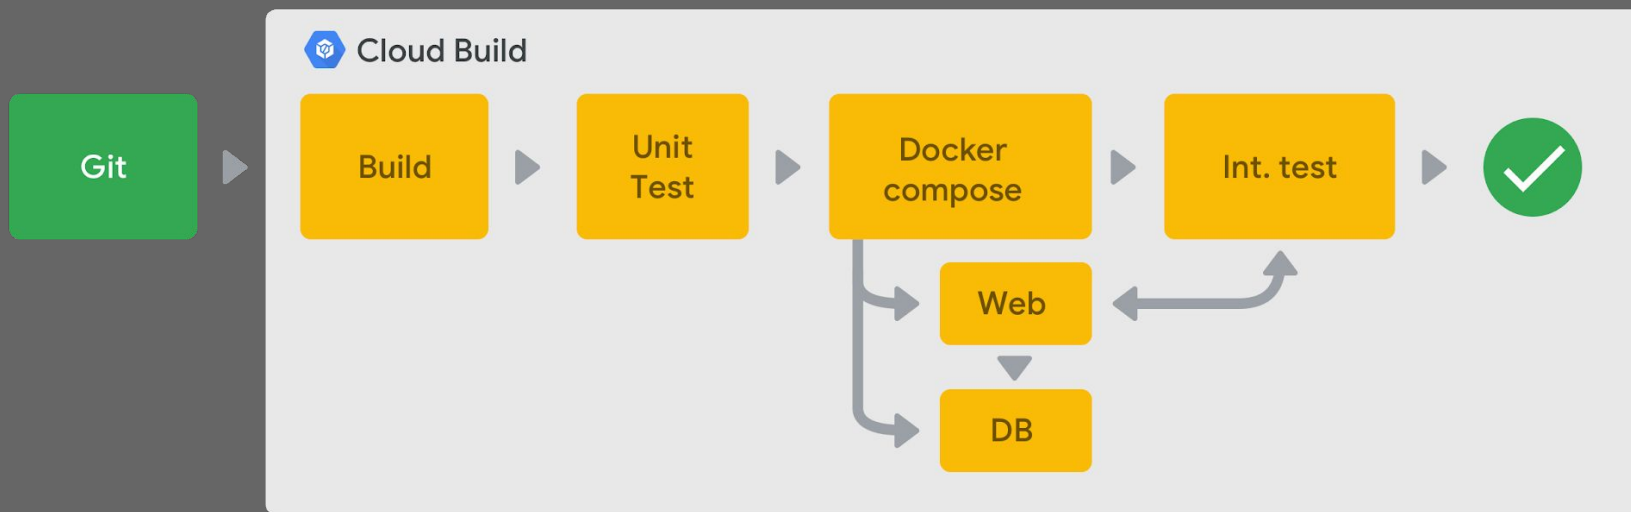 Cloud Build
Git
Build
Unit
Test
Docker
compose
Int. test
Web
DB